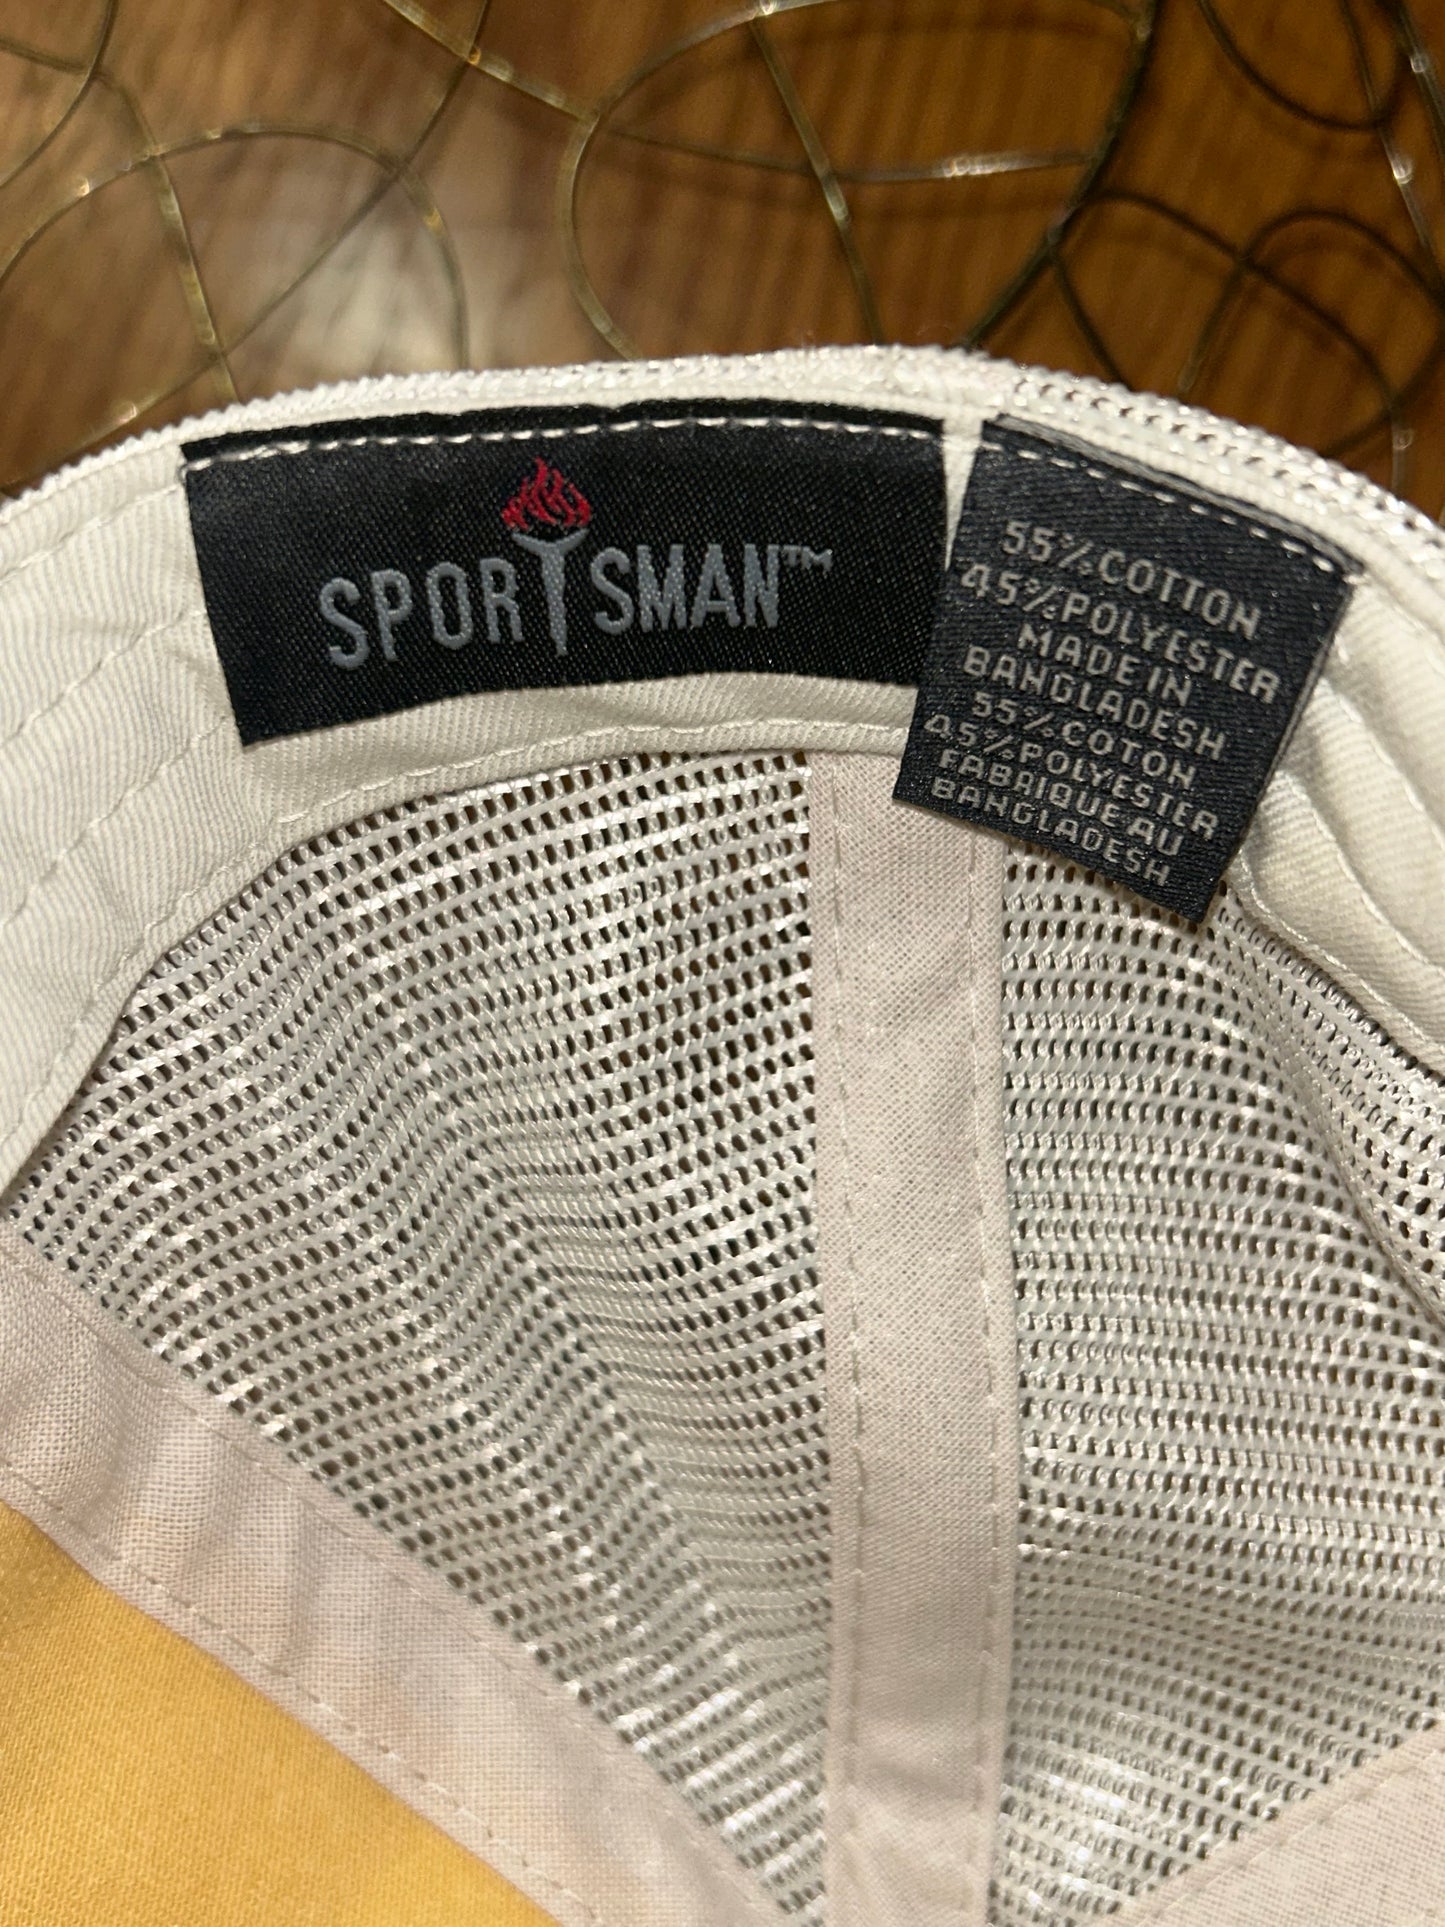 SPORTSMAN™
55% COTTON
45% POLYESTER
MADE IN
BANGLADESH
55% COTON
45% POLYESTER
FABRIQUE AU
BANGLADESH